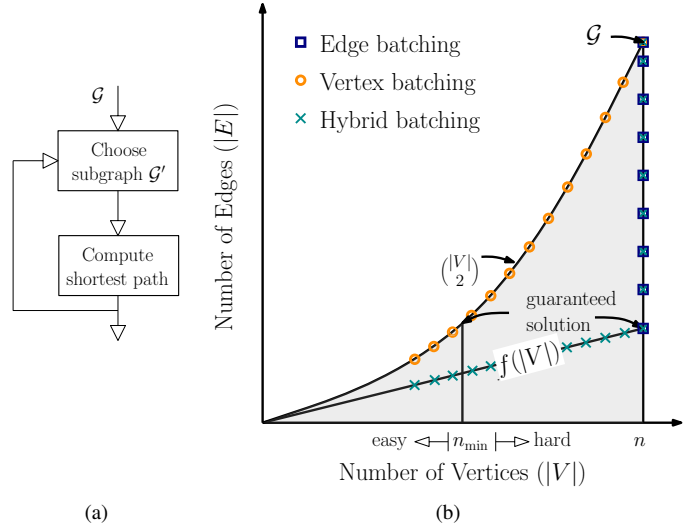 𝒢
Choose
subgraph 𝒢′
Compute
shortest path
(a)
Number of Edges (|E|)
Edge batching
Vertex batching
Hybrid batching
𝒢
(|V| 2)
guaranteed
solution
f(|V|)
easy n_min hard n
Number of Vertices (|V|)
(b)